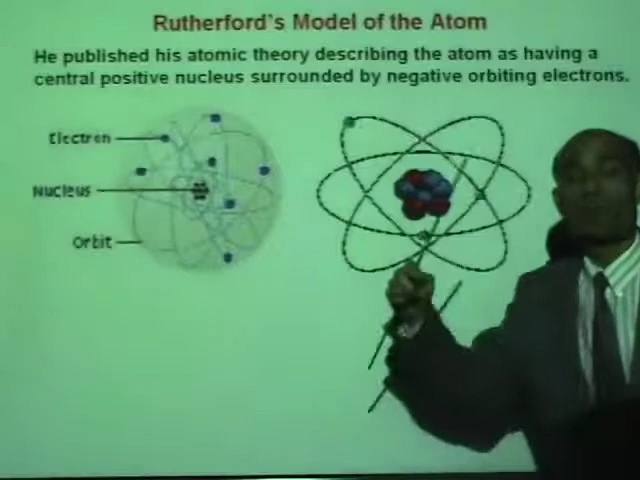 Rutherford's Model of the Atom
He published his atomic theory describing the atom as having a
central positive nucleus surrounded by negative orbiting electrons.
Electron
Nucleus
Orbit